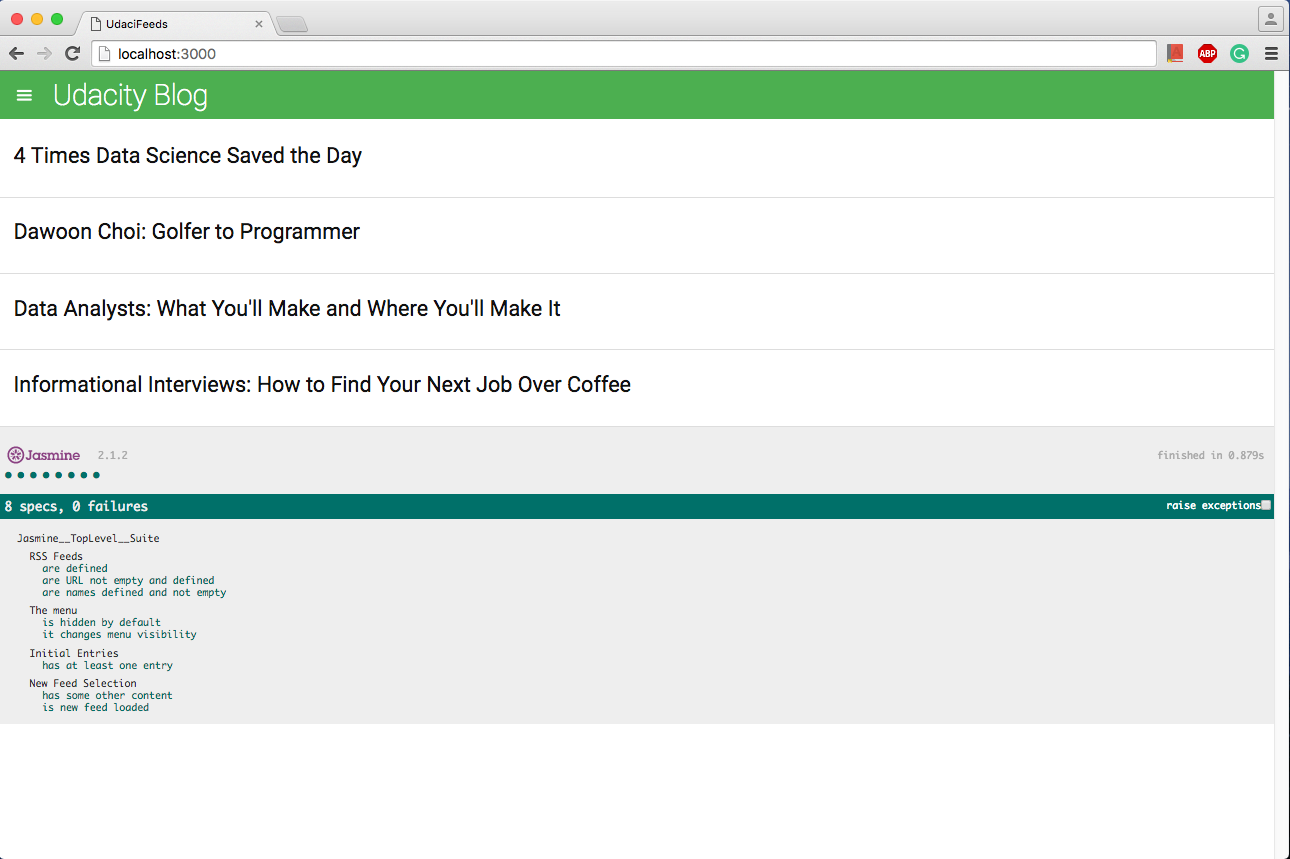 UdaciFeeds
localhost:3000
ABP
Udacity Blog
4 Times Data Science Saved the Day
Dawoon Choi: Golfer to Programmer
Data Analysts: What You'll Make and Where You'll Make It
Informational Interviews: How to Find Your Next Job Over Coffee
Jasmine 2.1.2 finished in 0.879s
8 specs, 0 failures raise exceptions
Jasmine__TopLevel__Suite
RSS Feeds
are defined
are URL not empty and defined
are names defined and not empty
The menu
is hidden by default
it changes menu visibility
Initial Entries
has at least one entry
New Feed Selection
has some other content
is new feed loaded